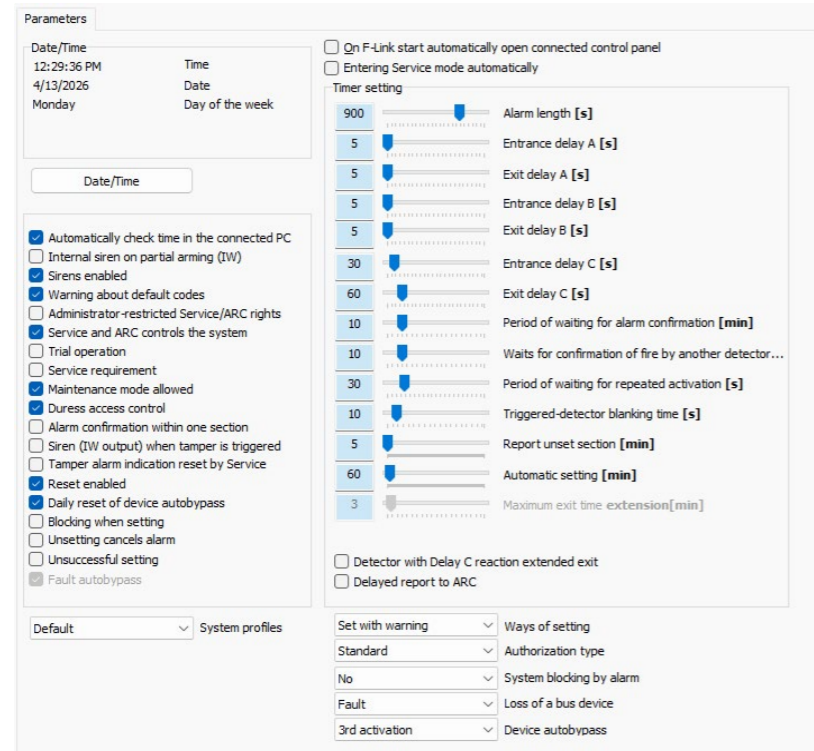 Parameters
Date/Time
12:29:36 PM Time
4/13/2026 Date
Monday Day of the week
Date/Time
Automatically check time in the connected PC
Internal siren on partial arming (IW)
Sirens enabled
Warning about default codes
Administrator-restricted Service/ARC rights
Service and ARC controls the system
Trial operation
Service requirement
Maintenance mode allowed
Duress access control
Alarm confirmation within one section
Siren (IW output) when tamper is triggered
Tamper alarm indication reset by Service
Reset enabled
Daily reset of device autobypass
Blocking when setting
Unsetting cancels alarm
Unsuccessful setting
Fault autobypass
Default System profiles
On F-Link start automatically open connected control panel
Entering Service mode automatically
Timer setting
900 Alarm length [s]
5 Entrance delay A [s]
5 Exit delay A [s]
5 Entrance delay B [s]
5 Exit delay B [s]
30 Entrance delay C [s]
60 Exit delay C [s]
10 Period of waiting for alarm confirmation [min]
10 Waits for confirmation of fire by another detector...
30 Period of waiting for repeated activation [s]
10 Triggered-detector blanking time [s]
5 Report unset section [min]
60 Automatic setting [min]
3 Maximum exit time extension[min]
Detector with Delay C reaction extended exit
Delayed report to ARC
Set with warning Ways of setting
Standard Authorization type
No System blocking by alarm
Fault Loss of a bus device
3rd activation Device autobypass